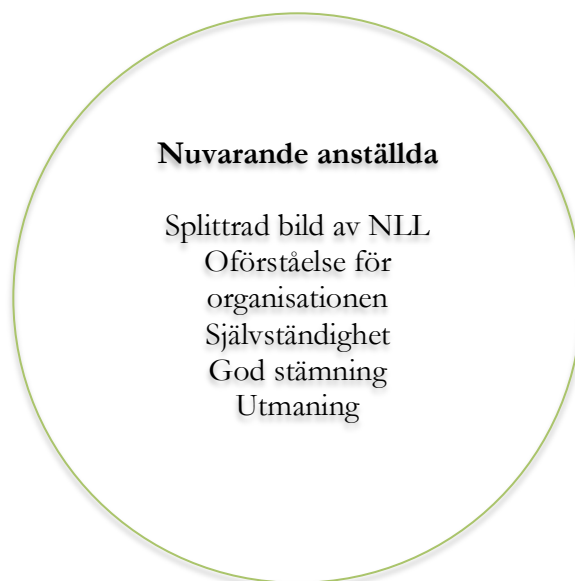 Nuvarande anställda
Splittrad bild av NLL
Oförståelse för
organisationen
Självständighet
God stämning
Utmaning